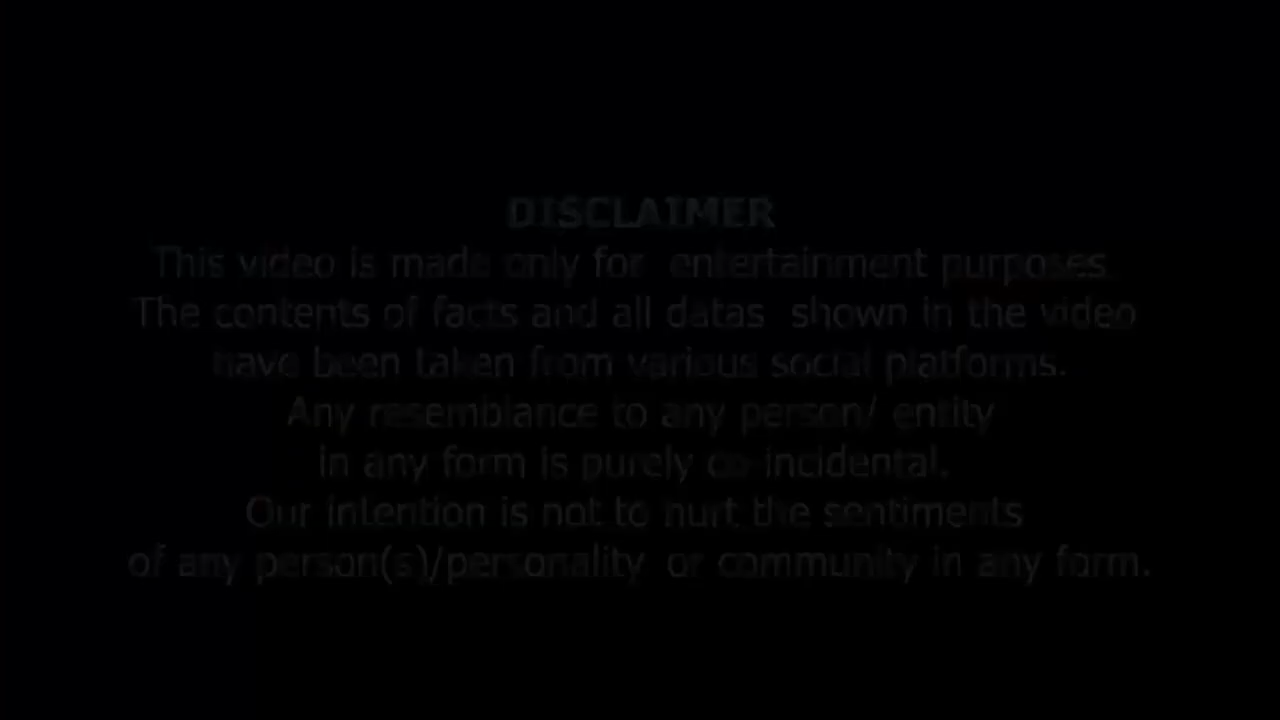 DISCLAIMER
This video is made only for entertainment purposes.
The contents of facts and all datas shown in the video
have been taken from various social platforms.
Any resemblance to any person/ entity
in any form is purely co-incidental.
Our intention is not to hurt the sentiments
of any person(s)/personality or community in any form.